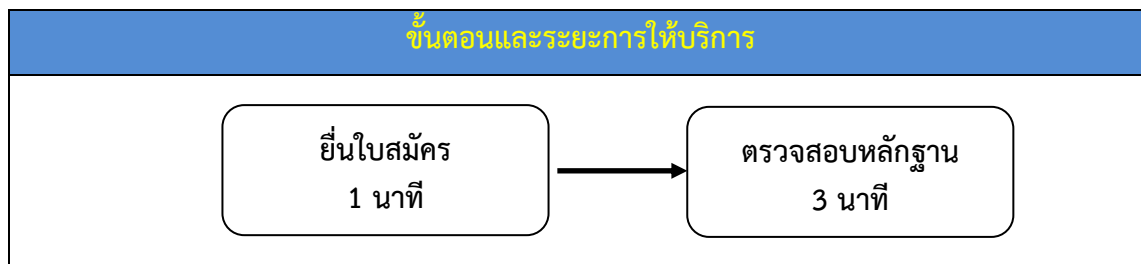 ขั้นตอนและระยะการให้บริการ
ยื่นใบสมัคร
1 นาที
ตรวจสอบหลักฐาน
3 นาที